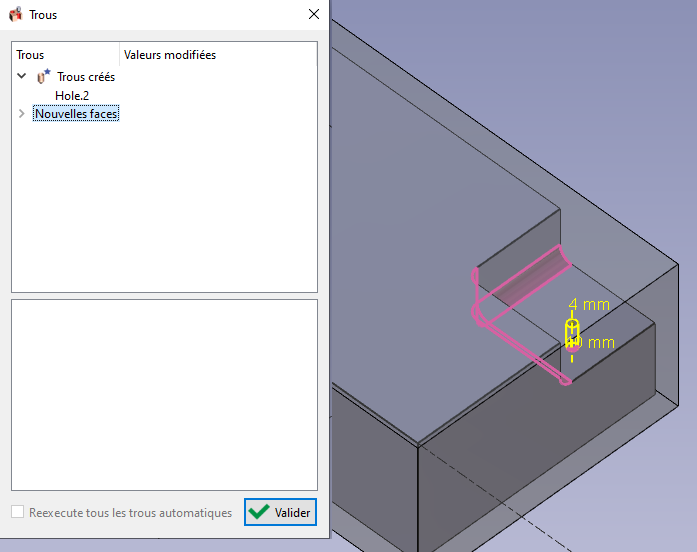 Trous
Trous Valeurs modifiées
Trous créés
Hole.2
Nouvelles faces
Reexecute tous les trous automatiques
Valider
4 mm
mm